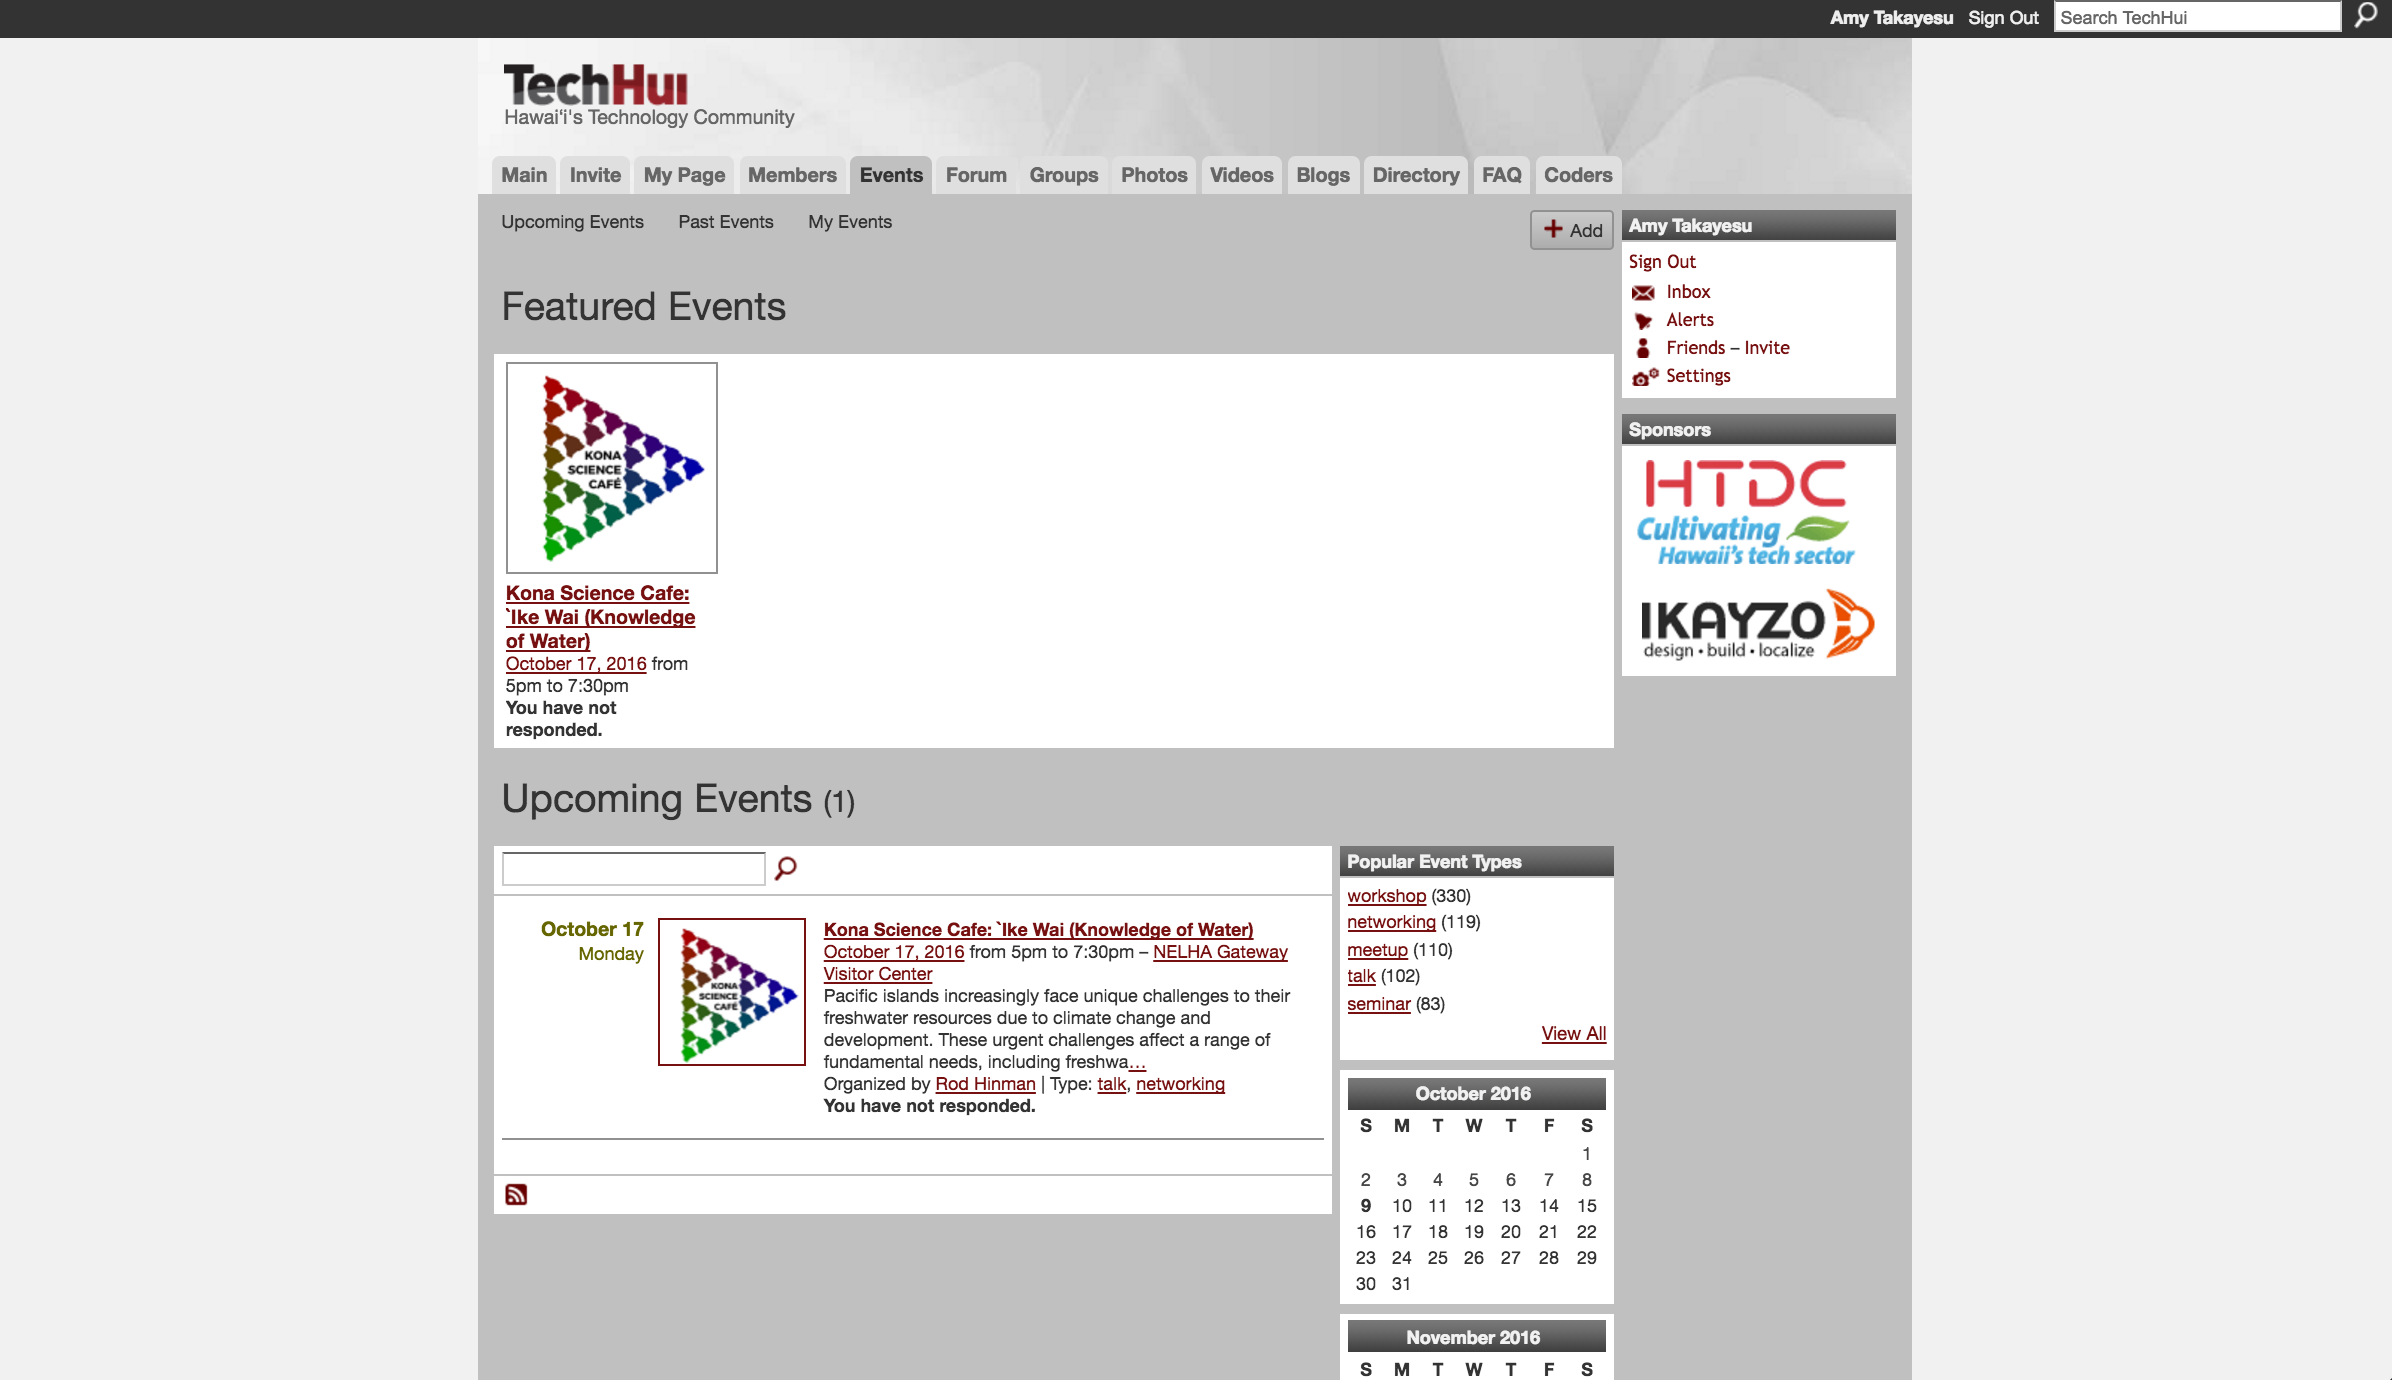 Amy Takayesu Sign Out Search TechHui
TechHui
Hawai‘i's Technology Community
Main Invite My Page Members Events Forum Groups Photos Videos Blogs Directory FAQ Coders
Upcoming Events Past Events My Events
Add
Featured Events
KONA
SCIENCE
CAFÉ
Kona Science Cafe:
`Ike Wai (Knowledge
of Water)
October 17, 2016 from
5pm to 7:30pm
You have not
responded.
Amy Takayesu
Sign Out
Inbox
Alerts
Friends – Invite
Settings
Sponsors
HTDC
Cultivating
Hawaii's tech sector
IKAYZO
design • build • localize
Upcoming Events (1)
October 17
Monday
KONA
SCIENCE
CAFÉ
Kona Science Cafe: `Ike Wai (Knowledge of Water)
October 17, 2016 from 5pm to 7:30pm – NELHA Gateway
Visitor Center
Pacific islands increasingly face unique challenges to their
freshwater resources due to climate change and
development. These urgent challenges affect a range of
fundamental needs, including freshwa…
Organized by Rod Hinman | Type: talk, networking
You have not responded.
Popular Event Types
workshop (330)
networking (119)
meetup (110)
talk (102)
seminar (83)
View All
October 2016
S M T W T F S
1
2 3 4 5 6 7 8
9 10 11 12 13 14 15
16 17 18 19 20 21 22
23 24 25 26 27 28 29
30 31
November 2016
S M T W T F S